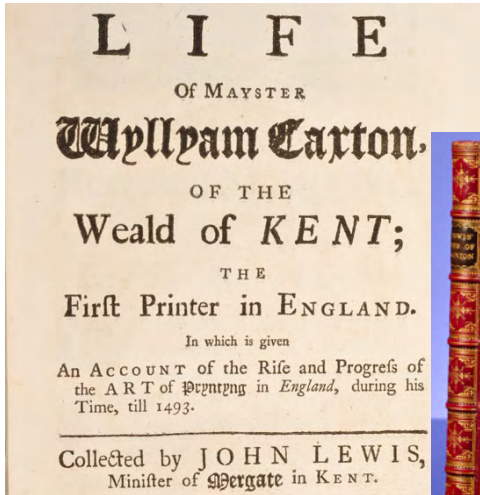 LIFE
Of MAYSTER
Wyllyam Caxton,
OF THE
Weald of KENT;
THE
Firſt Printer in ENGLAND.
In which is given
An ACCOUNT of the Riſe and Progreſs of
the ART of Pryntyng in England, during his
Time, till 1493.
Collected by JOHN LEWIS,
Miniſter of Mergate in KENT.